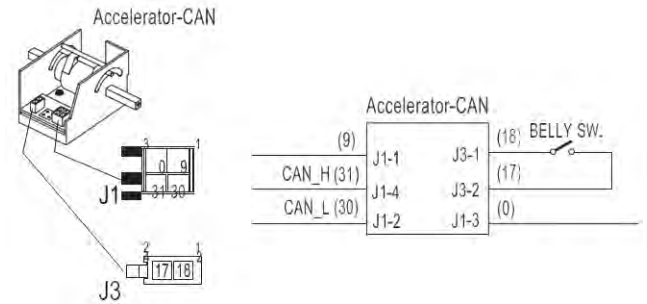 Accelerator-CAN
3 1
0 9
31 30
J1
2 1
17 18
J3
Accelerator-CAN
(9) J1-1
CAN_H (31) J1-4
CAN_L (30) J1-2
J3-1 (18) BELLY SW.
J3-2 (17)
J1-3 (0)